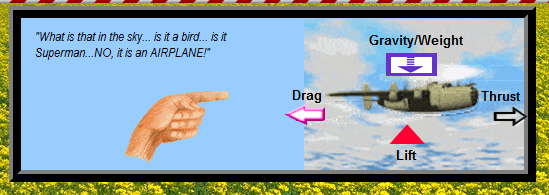 "What is that in the sky... is it a bird... is it
Superman...NO, it is an AIRPLANE!"
Gravity/Weight
Drag
Thrust
Lift